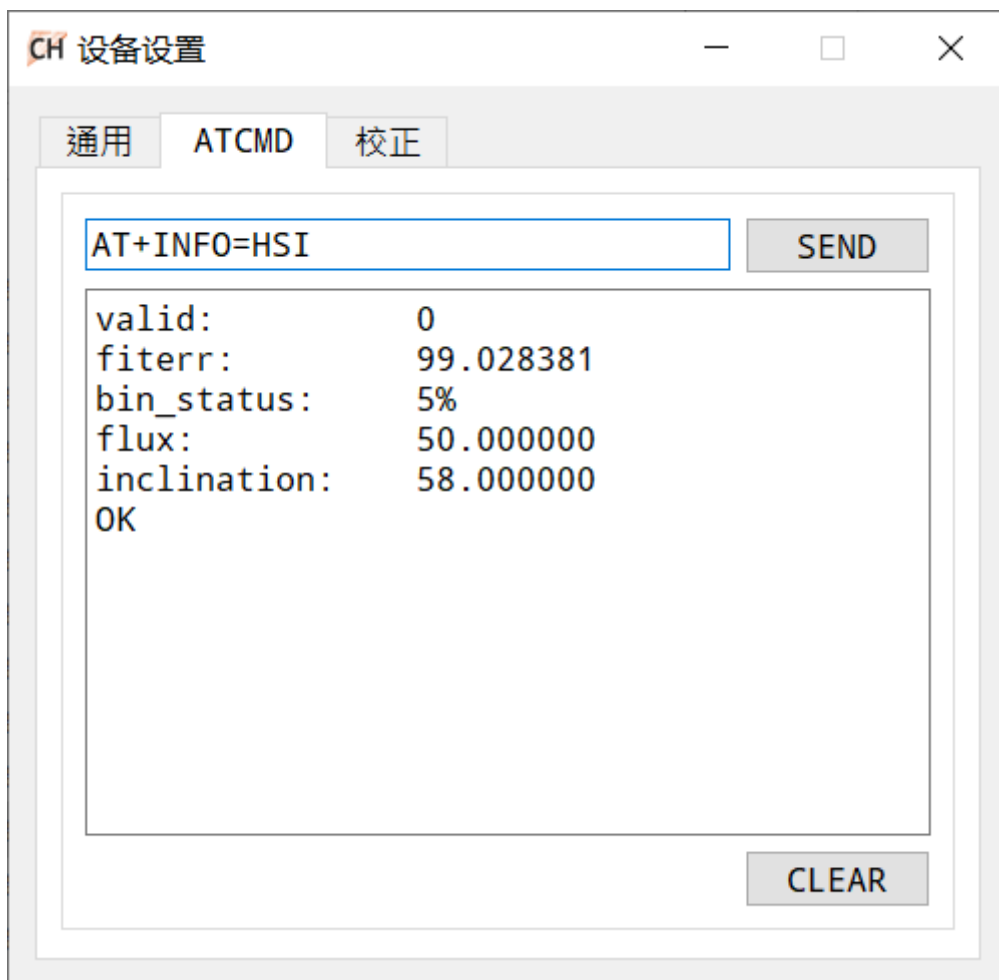 CH 设备设置
通用 ATCMD 校正
AT+INFO=HSI SEND
valid: 0
fiterr: 99.028381
bin_status: 5%
flux: 50.000000
inclination: 58.000000
OK
CLEAR